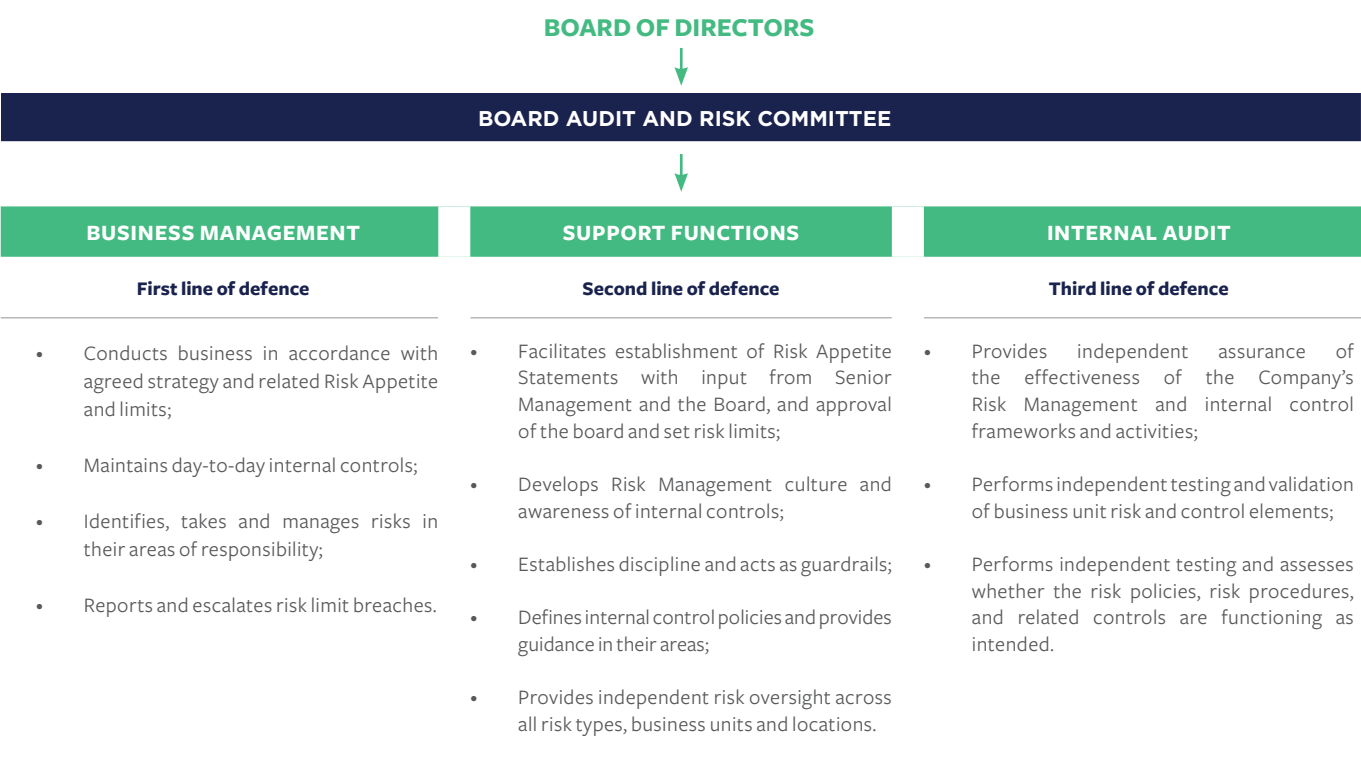 BOARD OF DIRECTORS
BOARD AUDIT AND RISK COMMITTEE
BUSINESS MANAGEMENT
First line of defence
• Conducts business in accordance with
agreed strategy and related Risk Appetite
and limits;
• Maintains day-to-day internal controls;
• Identifies, takes and manages risks in
their areas of responsibility;
• Reports and escalates risk limit breaches.
SUPPORT FUNCTIONS
Second line of defence
• Facilitates establishment of Risk Appetite
Statements with input from Senior
Management and the Board, and approval
of the board and set risk limits;
• Develops Risk Management culture and
awareness of internal controls;
• Establishes discipline and acts as guardrails;
• Defines internal control policies and provides
guidance in their areas;
• Provides independent risk oversight across
all risk types, business units and locations.
INTERNAL AUDIT
Third line of defence
• Provides independent assurance of
the effectiveness of the Company's
Risk Management and internal control
frameworks and activities;
• Performs independent testing and validation
of business unit risk and control elements;
• Performs independent testing and assesses
whether the risk policies, risk procedures,
and related controls are functioning as
intended.